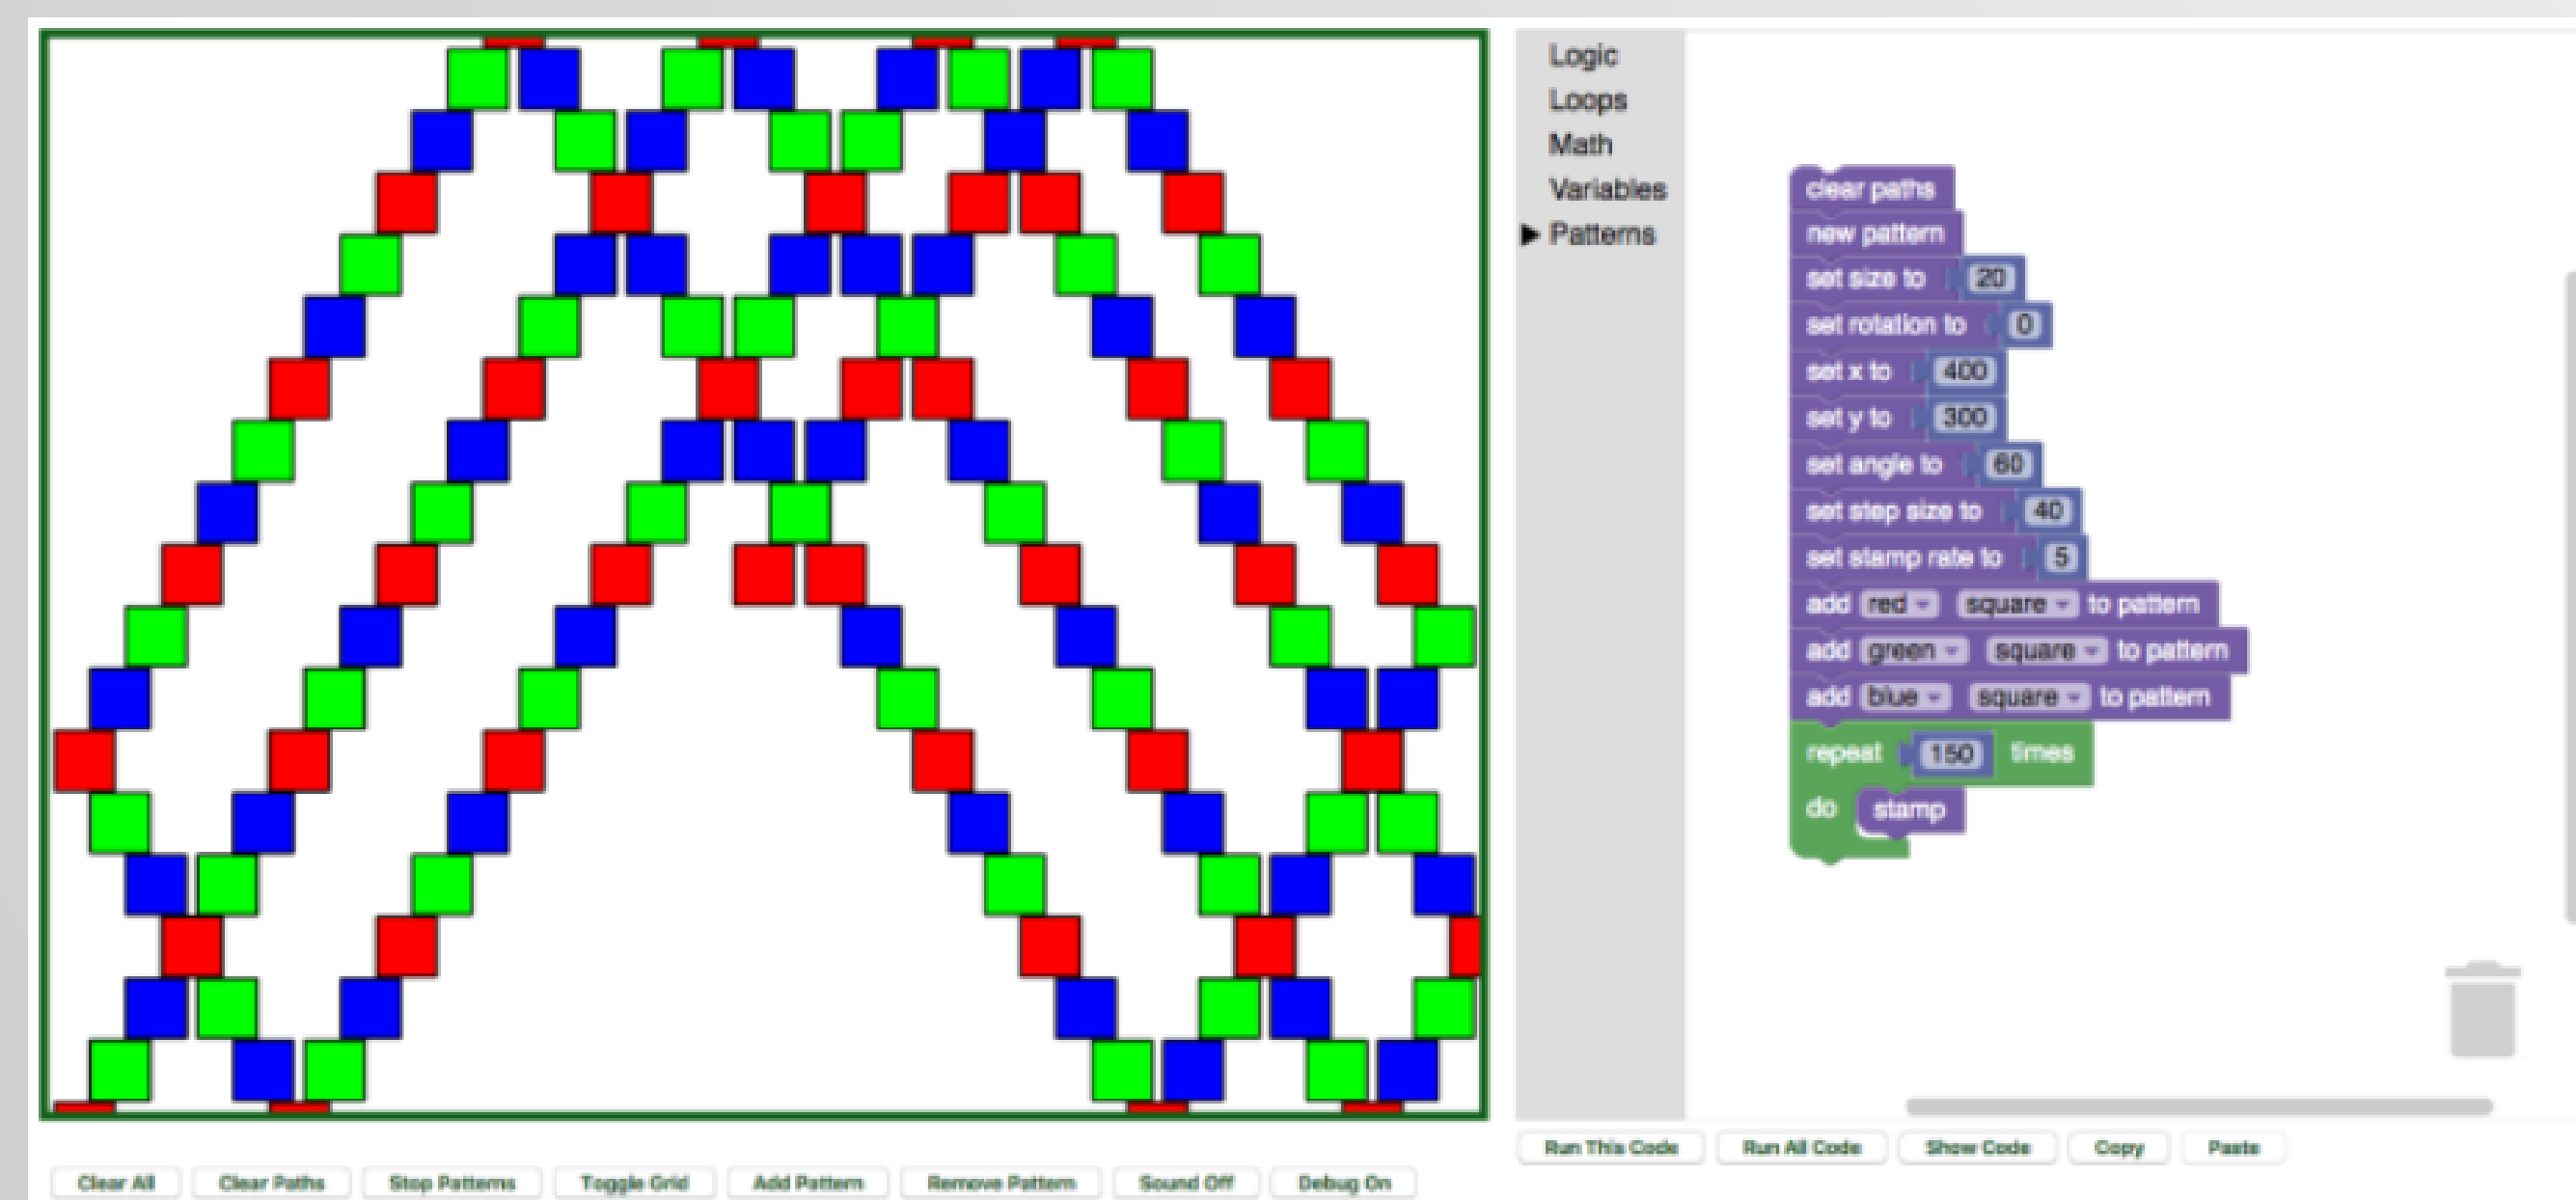 Logic
Loops
Math
Variables
Patterns
clear paths
new pattern
set size to 20
set rotation to 0
set x to 400
set y to 300
set angle to 60
set step size to 40
set stamp rate to 5
add red square to pattern
add green square to pattern
add blue square to pattern
repeat 150 times
do stamp
Run This Code Run All Code Show Code Copy Paste
Clear All Clear Paths Stop Patterns Toggle Grid Add Pattern Remove Pattern Sound Off Debug On